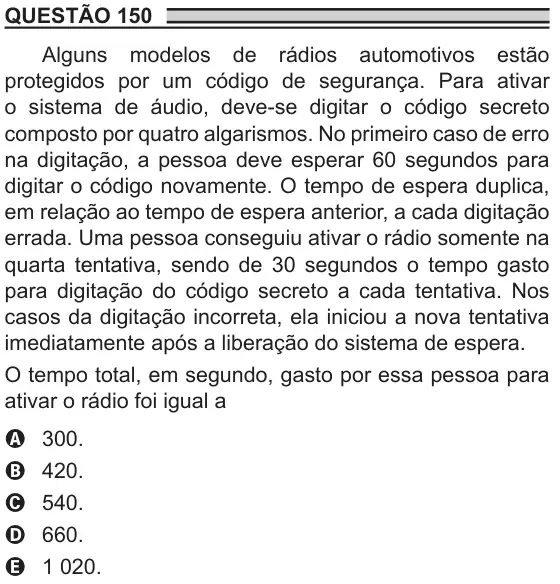 QUESTÃO 150
Alguns modelos de rádios automotivos estão
protegidos por um código de segurança. Para ativar
o sistema de áudio, deve-se digitar o código secreto
composto por quatro algarismos. No primeiro caso de erro
na digitação, a pessoa deve esperar 60 segundos para
digitar o código novamente. O tempo de espera duplica,
em relação ao tempo de espera anterior, a cada digitação
errada. Uma pessoa conseguiu ativar o rádio somente na
quarta tentativa, sendo de 30 segundos o tempo gasto
para digitação do código secreto a cada tentativa. Nos
casos da digitação incorreta, ela iniciou a nova tentativa
imediatamente após a liberação do sistema de espera.
O tempo total, em segundo, gasto por essa pessoa para
ativar o rádio foi igual a
A 300.
B 420.
C 540.
D 660.
E 1 020.